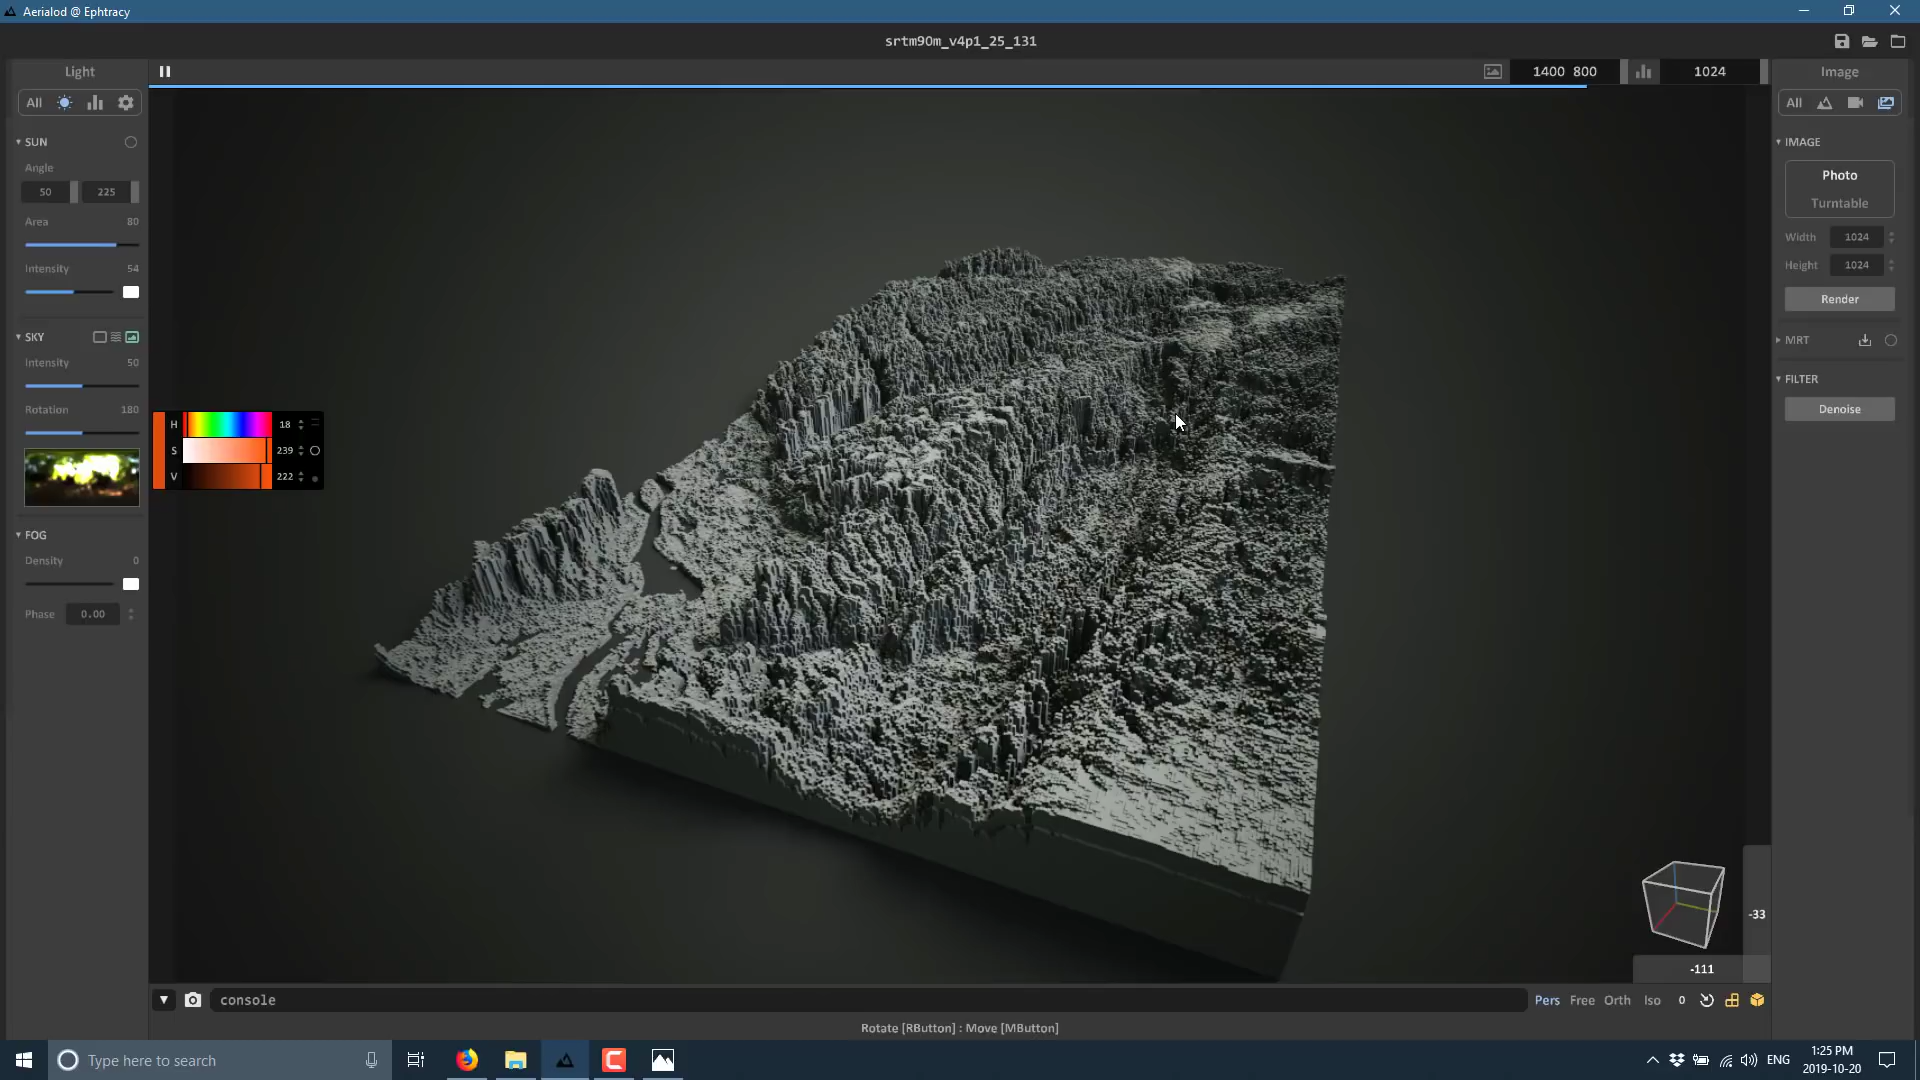 Aerialod @ Ephtracy
srtm90m_v4p1_25_131
Light
1400 800
1024
Image
All
All
SUN
Angle
50
225
Area
80
Intensity
54
SKY
Intensity
50
Rotation
180
H
18
S
239
V
222
FOG
Density
0
Phase
0.00
IMAGE
Photo
Turntable
Width
1024
Height
1024
Render
MRT
FILTER
Denoise
-33
-111
console
Pers
Free
Orth
Iso
0
Rotate [RButton] : Move [MButton]
Type here to search
ENG
1:25 PM
2019-10-20